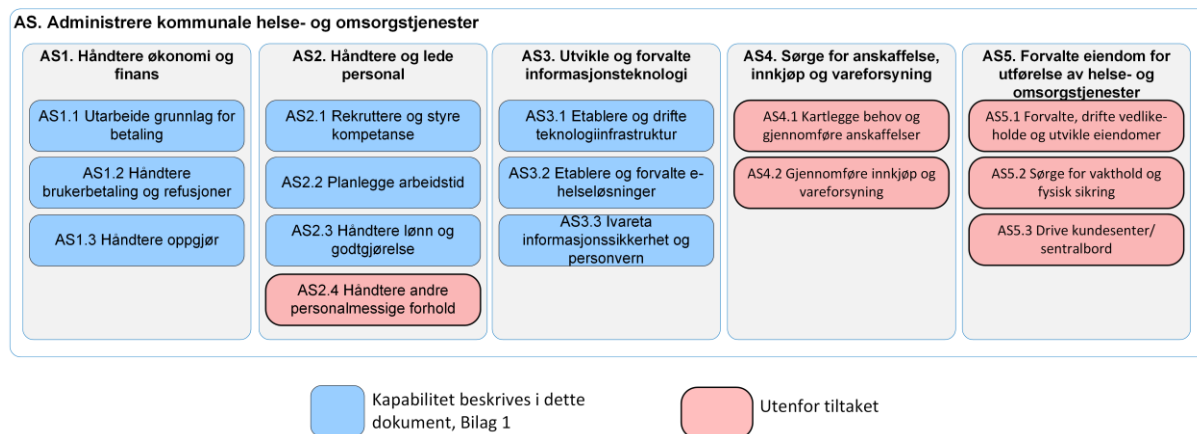 AS. Administrere kommunale helse- og omsorgstjenester
AS1. Håndtere økonomi og
finans
AS1.1 Utarbeide grunnlag for
betaling
AS1.2 Håndtere
brukerbetaling og refusjoner
AS1.3 Håndtere oppgjør
AS2. Håndtere og lede
personal
AS2.1 Rekruttere og styre
kompetanse
AS2.2 Planlegge arbeidstid
AS2.3 Håndtere lønn og
godtgjørelse
AS2.4 Håndtere andre
personalmessige forhold
AS3. Utvikle og forvalte
informasjonsteknologi
AS3.1 Etablere og drifte
teknologiinfrastruktur
AS3.2 Etablere og forvalte e-
helseløsninger
AS3.3 Ivareta
informasjonssikkerhet og
personvern
AS4. Sørge for anskaffelse,
innkjøp og vareforsyning
AS4.1 Kartlegge behov og
gjennomføre anskaffelser
AS4.2 Gjennomføre innkjøp og
vareforsyning
AS5. Forvalte eiendom for
utførelse av helse- og
omsorgstjenester
AS5.1 Forvalte, drifte vedlike-
holde og utvikle eiendomer
AS5.2 Sørge for vakthold og
fysisk sikring
AS5.3 Drive kundesenter/
sentralbord
Kapabilitet beskrives i dette
dokument, Bilag 1
Utenfor tiltaket